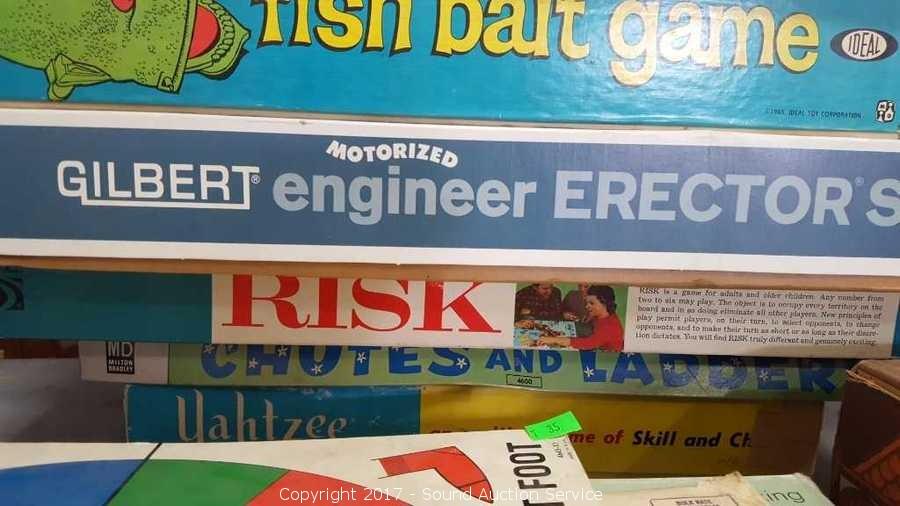 fish bait game
IDEAL
©1965 IDEAL TOY CORPORATION
GILBERT® MOTORIZED engineer ERECTOR® S
RISK
RISK is a game for adults and older children. Any number from
two to six may play. The object is to occupy every territory on the
board and in so doing eliminate all other players. New principles of
play permit players, on their turn, to select opponents, to change
opponents, and to make their turn as short or as long as their discre-
tion dictates. You will find RISK truly different and genuinely exciting.
MD
MILTON
BRADLEY
CHUTES AND LADDER
4600
Yahtzee
me of Skill and Ch
35
FOOT
BULK RATE
ing
Copyright 2017 - Sound Auction Service